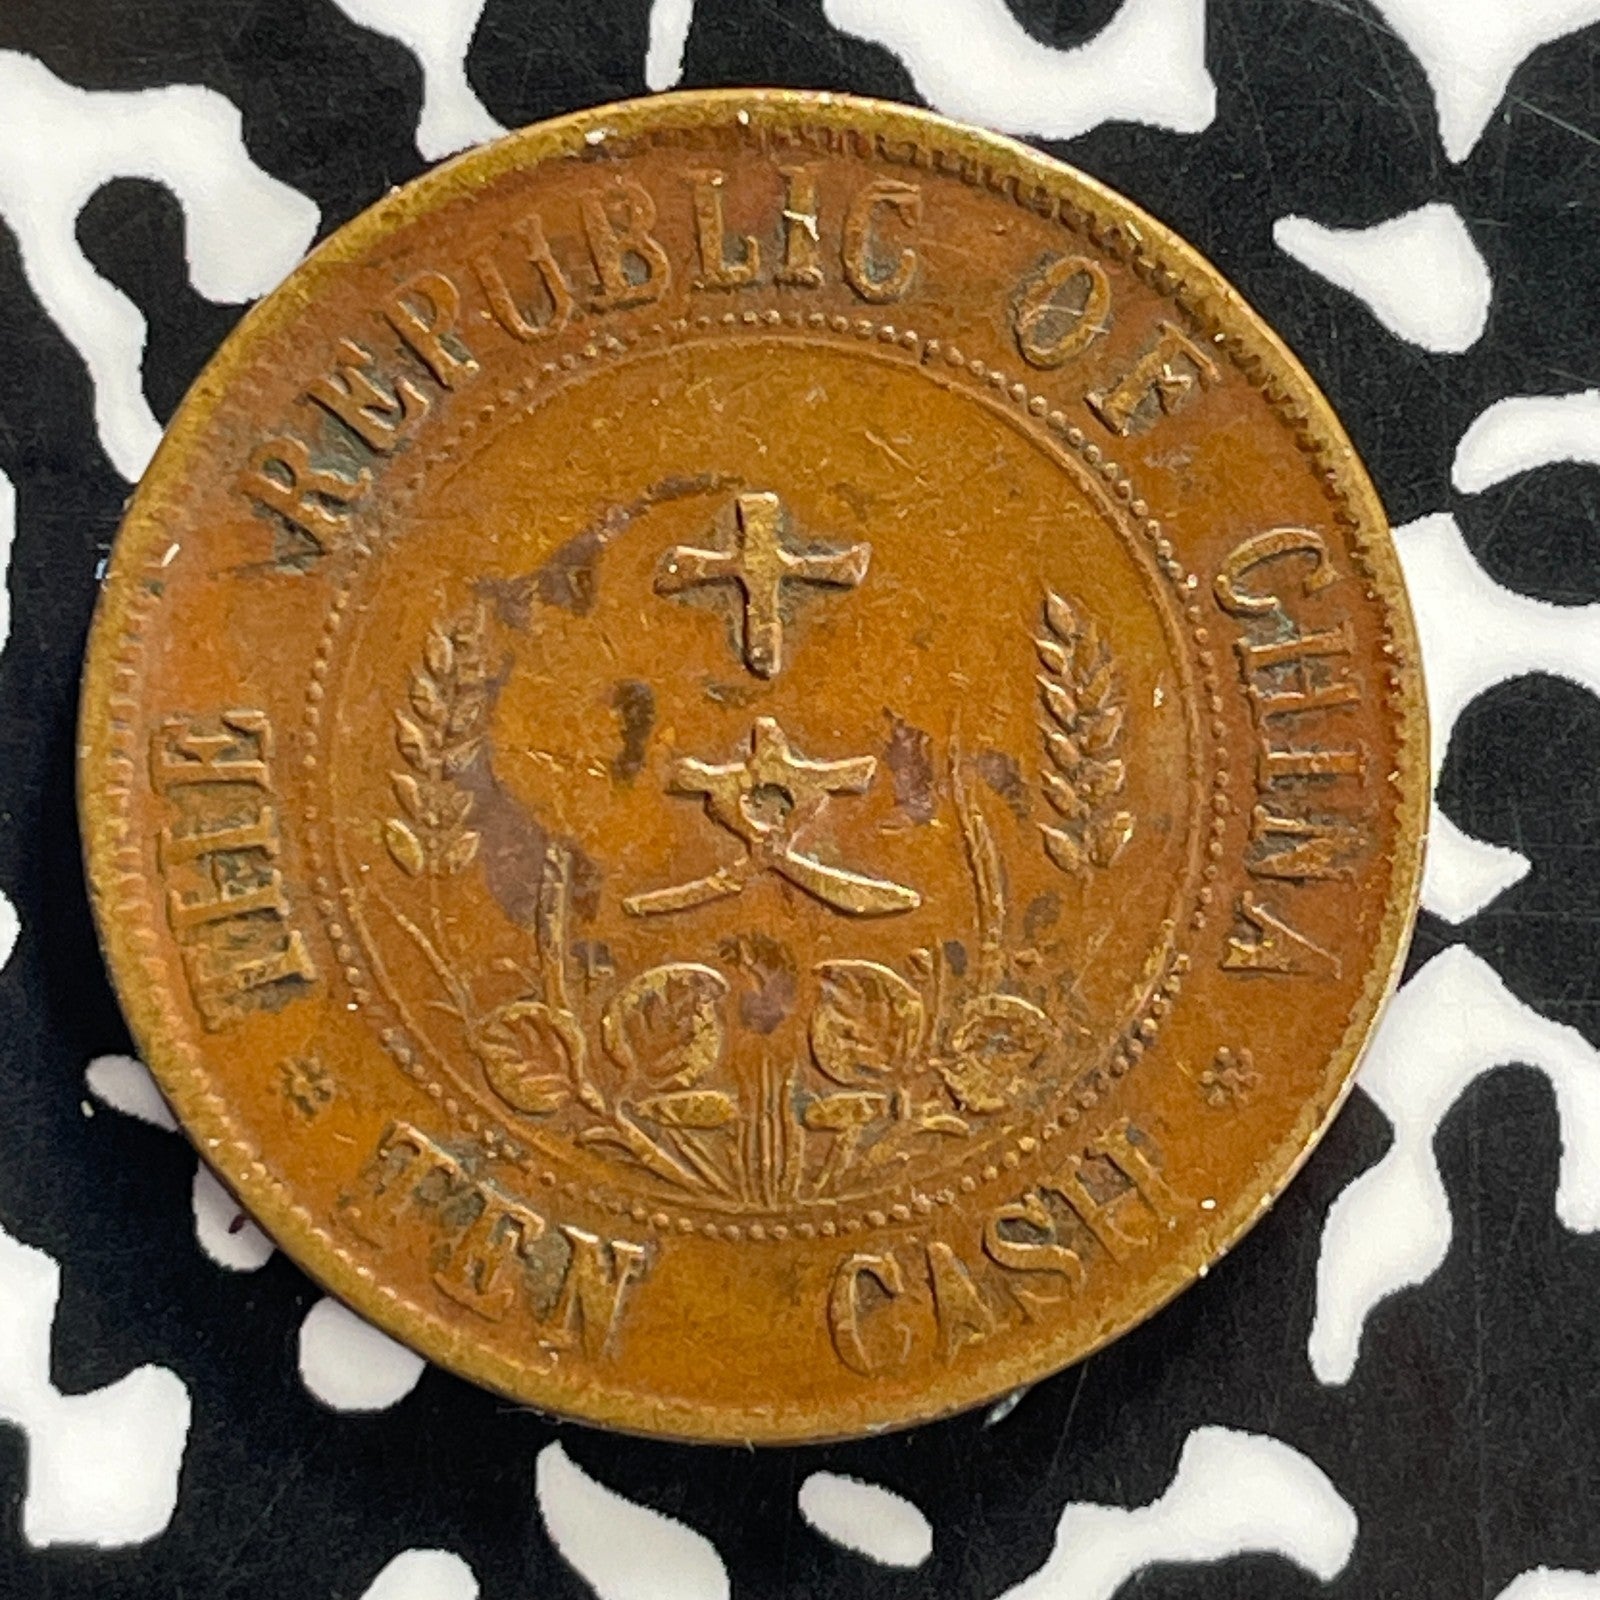 THE REPUBLIC OF CHINA
十
文
TEN CASH